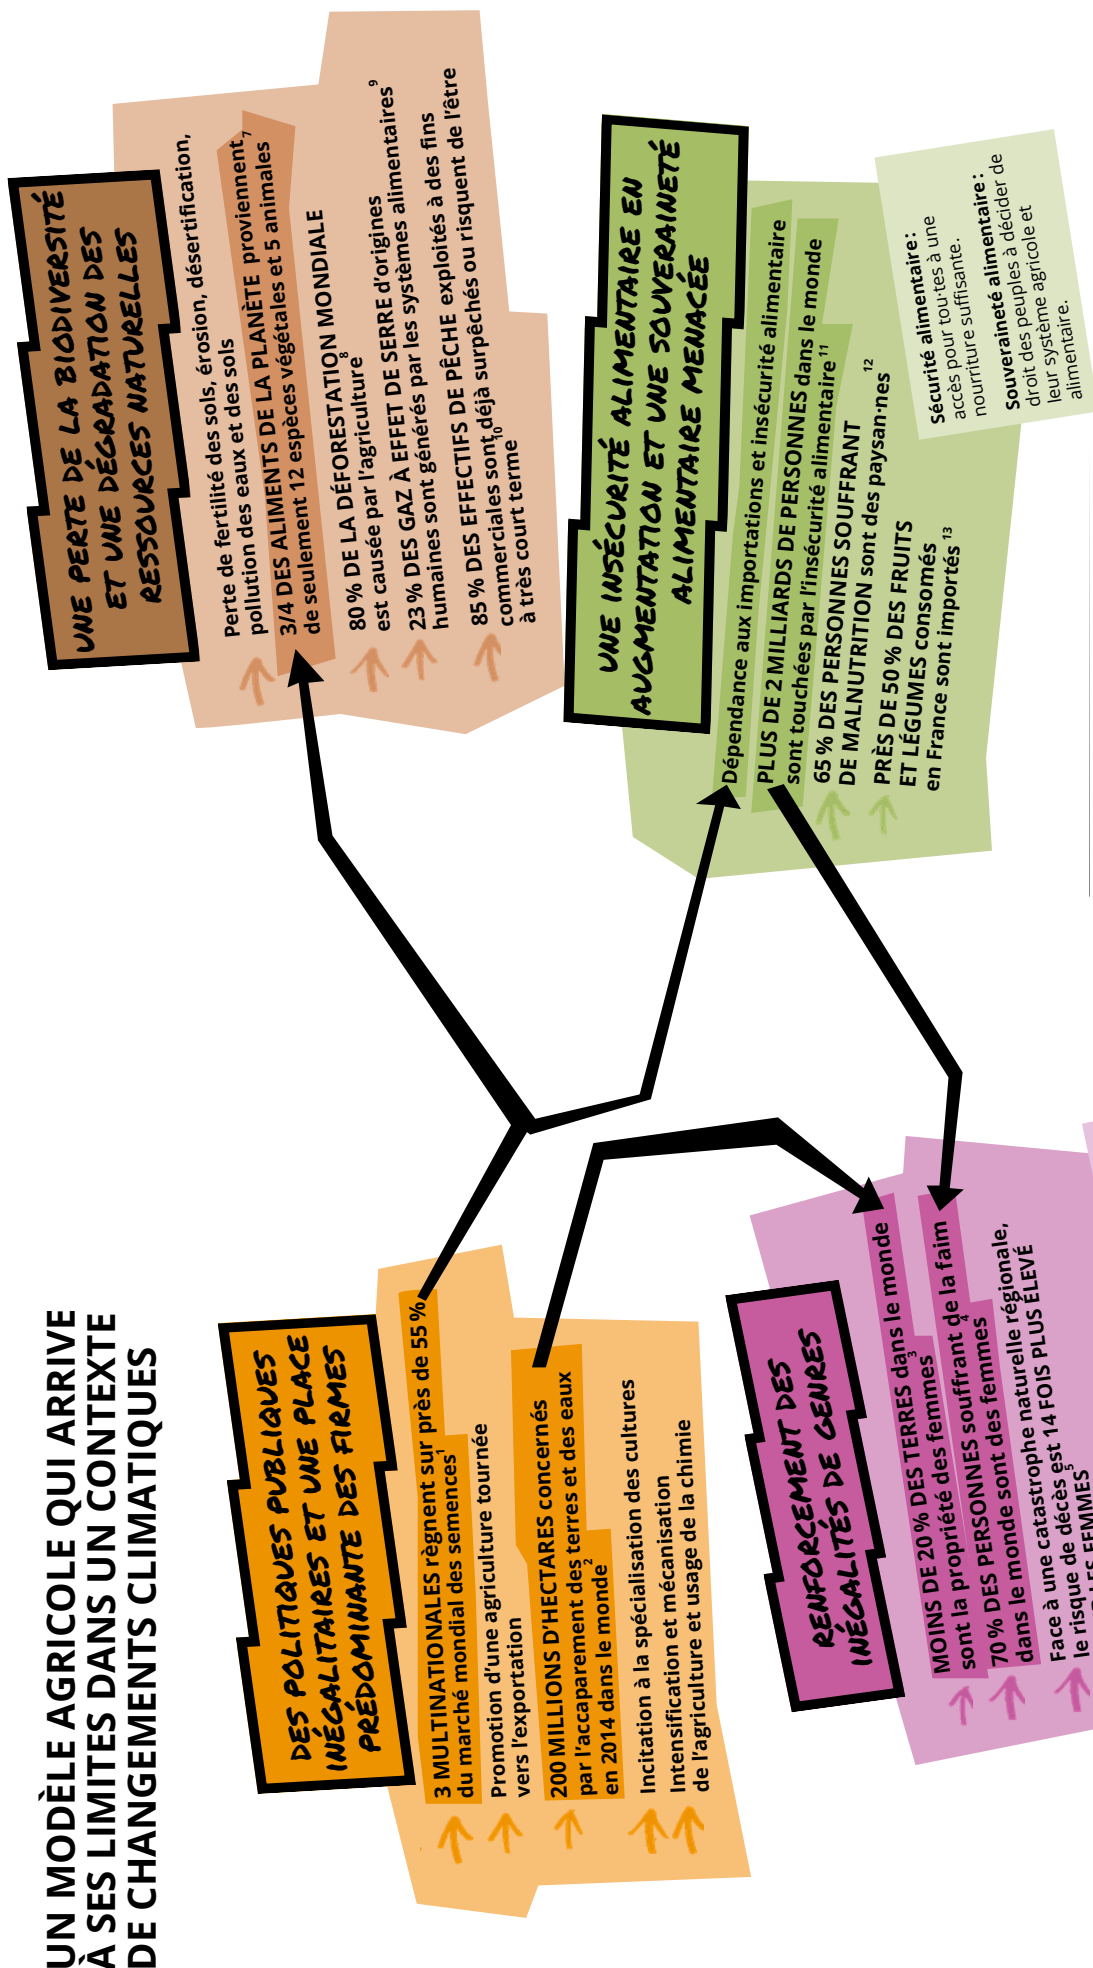 UN MODÈLE AGRICOLE QUI ARRIVE
À SES LIMITES DANS UN CONTEXTE
DE CHANGEMENTS CLIMATIQUES
DES POLITIQUES PUBLIQUES
INÉGALITAIRES ET UNE PLACE
PRÉDOMINANTE DES FIRMES
3 MULTINATIONALES règnent sur près de 55 %
du marché mondial des semences¹
Promotion d'une agriculture tournée
vers l'exportation
200 MILLIONS D'HECTARES concernés
par l'accaparement des terres et des eaux
en 2014 dans le monde²
Incitation à la spécialisation des cultures
Intensification et mécanisation
de l'agriculture et usage de la chimie
UNE PERTE DE LA BIODIVERSITÉ
ET UNE DÉGRADATION DES
RESSOURCES NATURELLES
Perte de fertilité des sols, érosion, désertification,
pollution des eaux et des sols
3/4 DES ALIMENTS DE LA PLANÈTE proviennent
de seulement 12 espèces végétales et 5 animales⁷
80 % DE LA DÉFORESTATION MONDIALE
est causée par l'agriculture⁸
23 % DES GAZ À EFFET DE SERRE d'origines
humaines sont générés par les systèmes alimentaires⁹
85 % DES EFFECTIFS DE PÊCHE exploités à des fins
commerciales sont déjà surpêchés ou risquent de l'être
à très court terme¹⁰
RENFORCEMENT DES
INÉGALITÉS DE GENRES
MOINS DE 20 % DES TERRES dans le monde
sont la propriété des femmes³
70 % DES PERSONNES souffrant de la faim
dans le monde sont des femmes⁴
Face à une catastrophe naturelle régionale,
le risque de décès est 14 FOIS PLUS ÉLEVÉ
LES FEMMES⁵
UNE INSÉCURITÉ ALIMENTAIRE EN
AUGMENTATION ET UNE SOUVERAINETÉ
ALIMENTAIRE MENACÉE
Dépendance aux importations et insécurité alimentaire
PLUS DE 2 MILLIARDS DE PERSONNES dans le monde
sont touchées par l'insécurité alimentaire¹¹
65 % DES PERSONNES SOUFFRANT
DE MALNUTRITION sont des paysan·nes¹²
PRÈS DE 50 % DES FRUITS
ET LÉGUMES consomés
en France sont importés¹³
Sécurité alimentaire :
accès pour tou·tes à une
nourriture suffisante.
Souveraineté alimentaire :
droit des peuples à décider de
leur système agricole et
alimentaire.